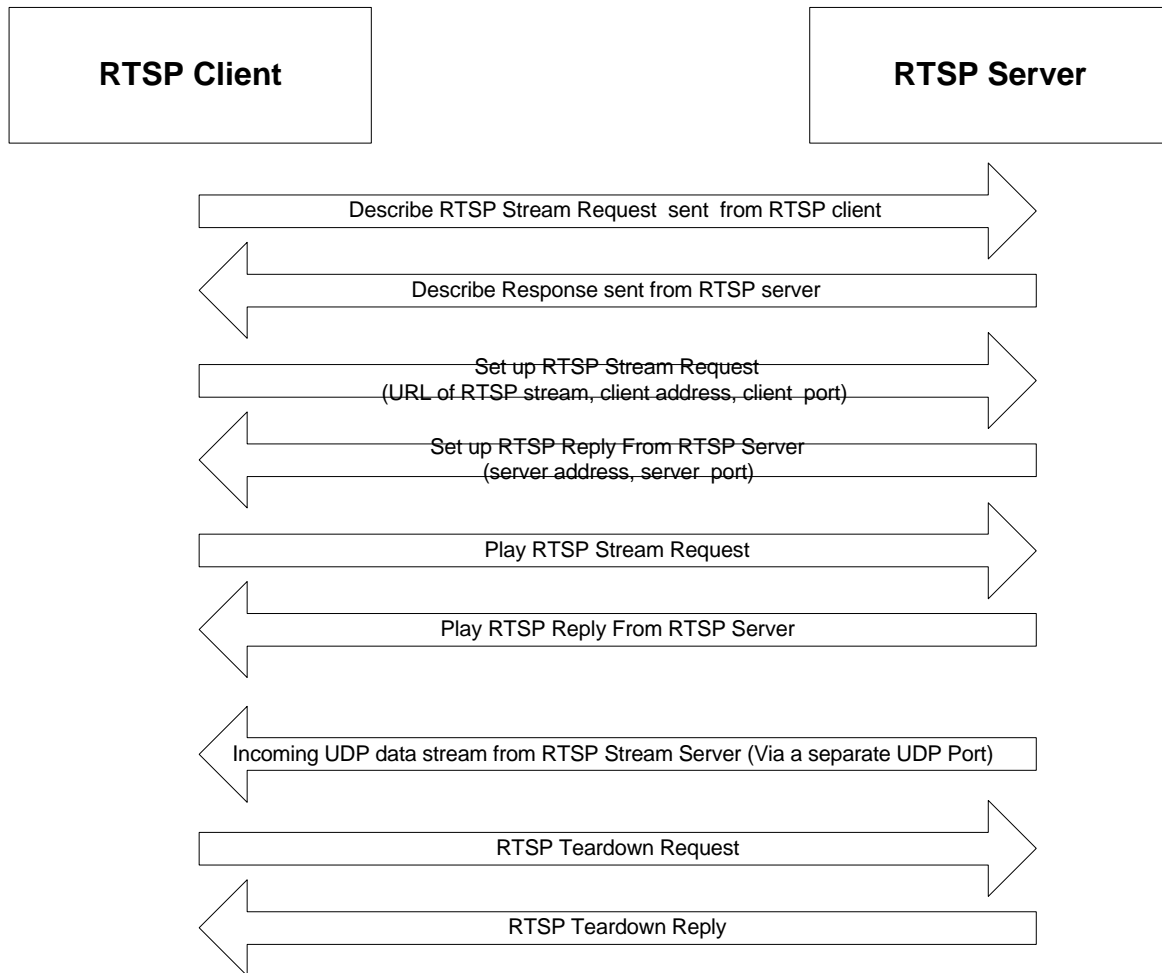 RTSP Client
RTSP Server
Describe RTSP Stream Request sent from RTSP client
Describe Response sent from RTSP server
Set up RTSP Stream Request
(URL of RTSP stream, client address, client port)
Set up RTSP Reply From RTSP Server
(server address, server port)
Play RTSP Stream Request
Play RTSP Reply From RTSP Server
Incoming UDP data stream from RTSP Stream Server (Via a separate UDP Port)
RTSP Teardown Request
RTSP Teardown Reply